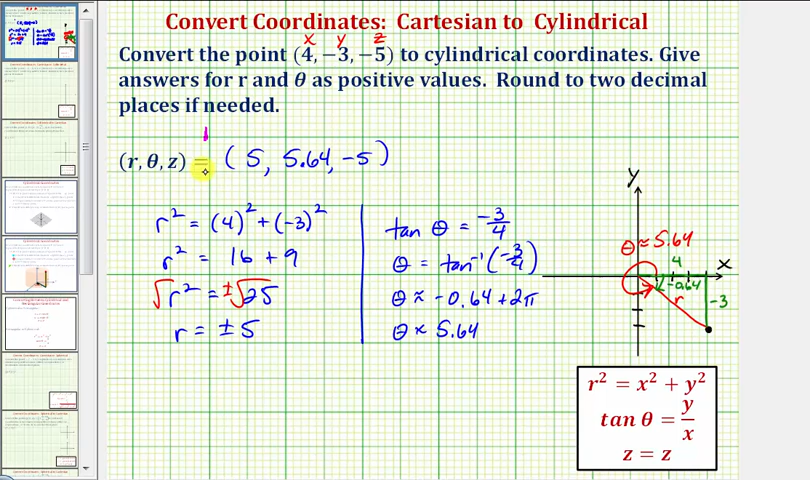 Convert Coordinates: Cartesian to Cylindrical
x y z
Convert the point (4, −3, −5) to cylindrical coordinates. Give
answers for r and θ as positive values. Round to two decimal
places if needed.
(r, θ, z) = (5, 5.64, -5)
r² = (4)² + (-3)²
r² = 16 + 9
√r² = ±√25
r = ±5
tan θ = -3/4
θ = tan⁻¹(-3/4)
θ ≈ -0.64 + 2π
θ ≈ 5.64
y
θ ≈ 5.64
4
x
-0.64
r
-3
r² = x² + y²
tan θ = y/x
z = z